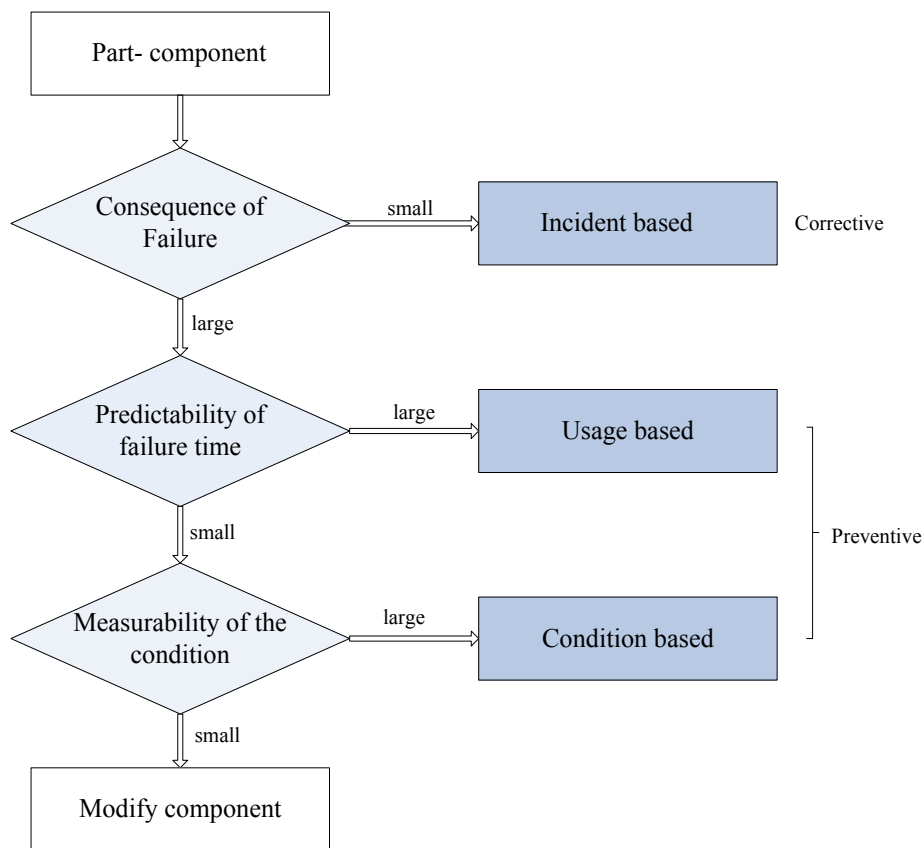 Part- component
Consequence of
Failure
small
Incident based
Corrective
large
Predictability of
failure time
large
Usage based
small
Preventive
Measurability of the
condition
large
Condition based
small
Modify component